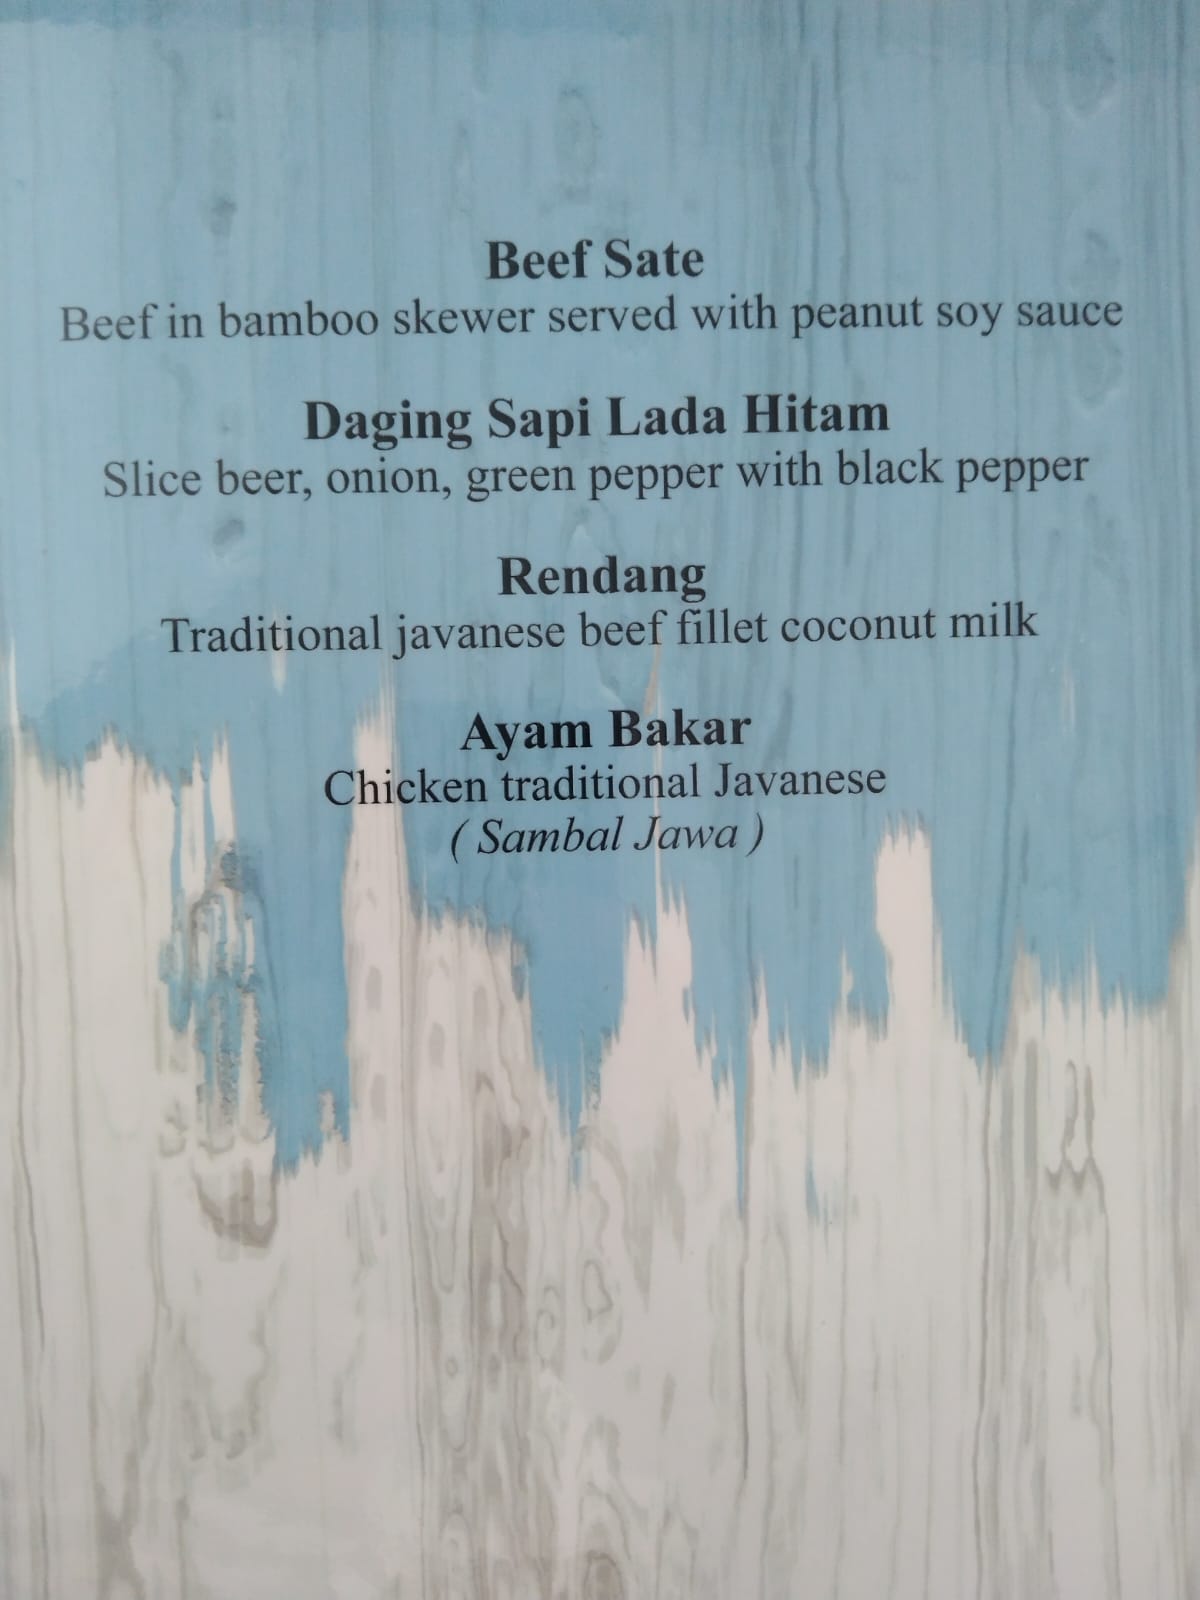 Beef Sate
Beef in bamboo skewer served with peanut soy sauce
Daging Sapi Lada Hitam
Slice beer, onion, green pepper with black pepper
Rendang
Traditional javanese beef fillet coconut milk
Ayam Bakar
Chicken traditional Javanese
( Sambal Jawa )